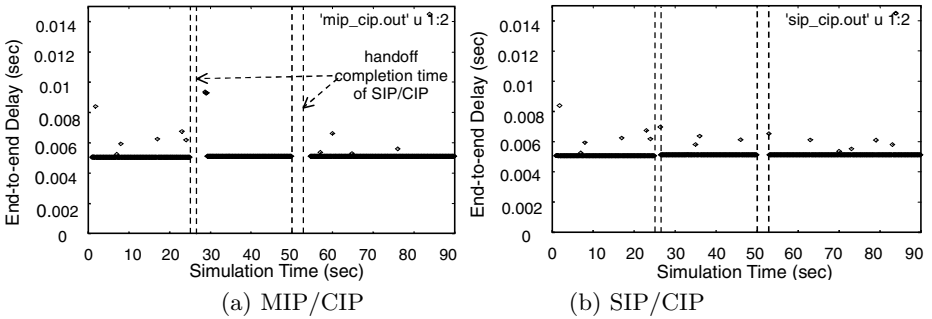 0.014
0.01
0.008
0.006
0.004
0.002
0
End-to-end Delay (sec)
'mip_cip.out' u 1:2
handoff
completion time
of SIP/CIP
0 10 20 30 40 50 60 70 80 90
Simulation Time (sec)
(a) MIP/CIP
0.014
0.01
0.008
0.006
0.004
0.002
0
End-to-end Delay (sec)
'sip_cip.out' u 1:2
0 10 20 30 40 50 60 70 80 90
Simulation Time (sec)
(b) SIP/CIP